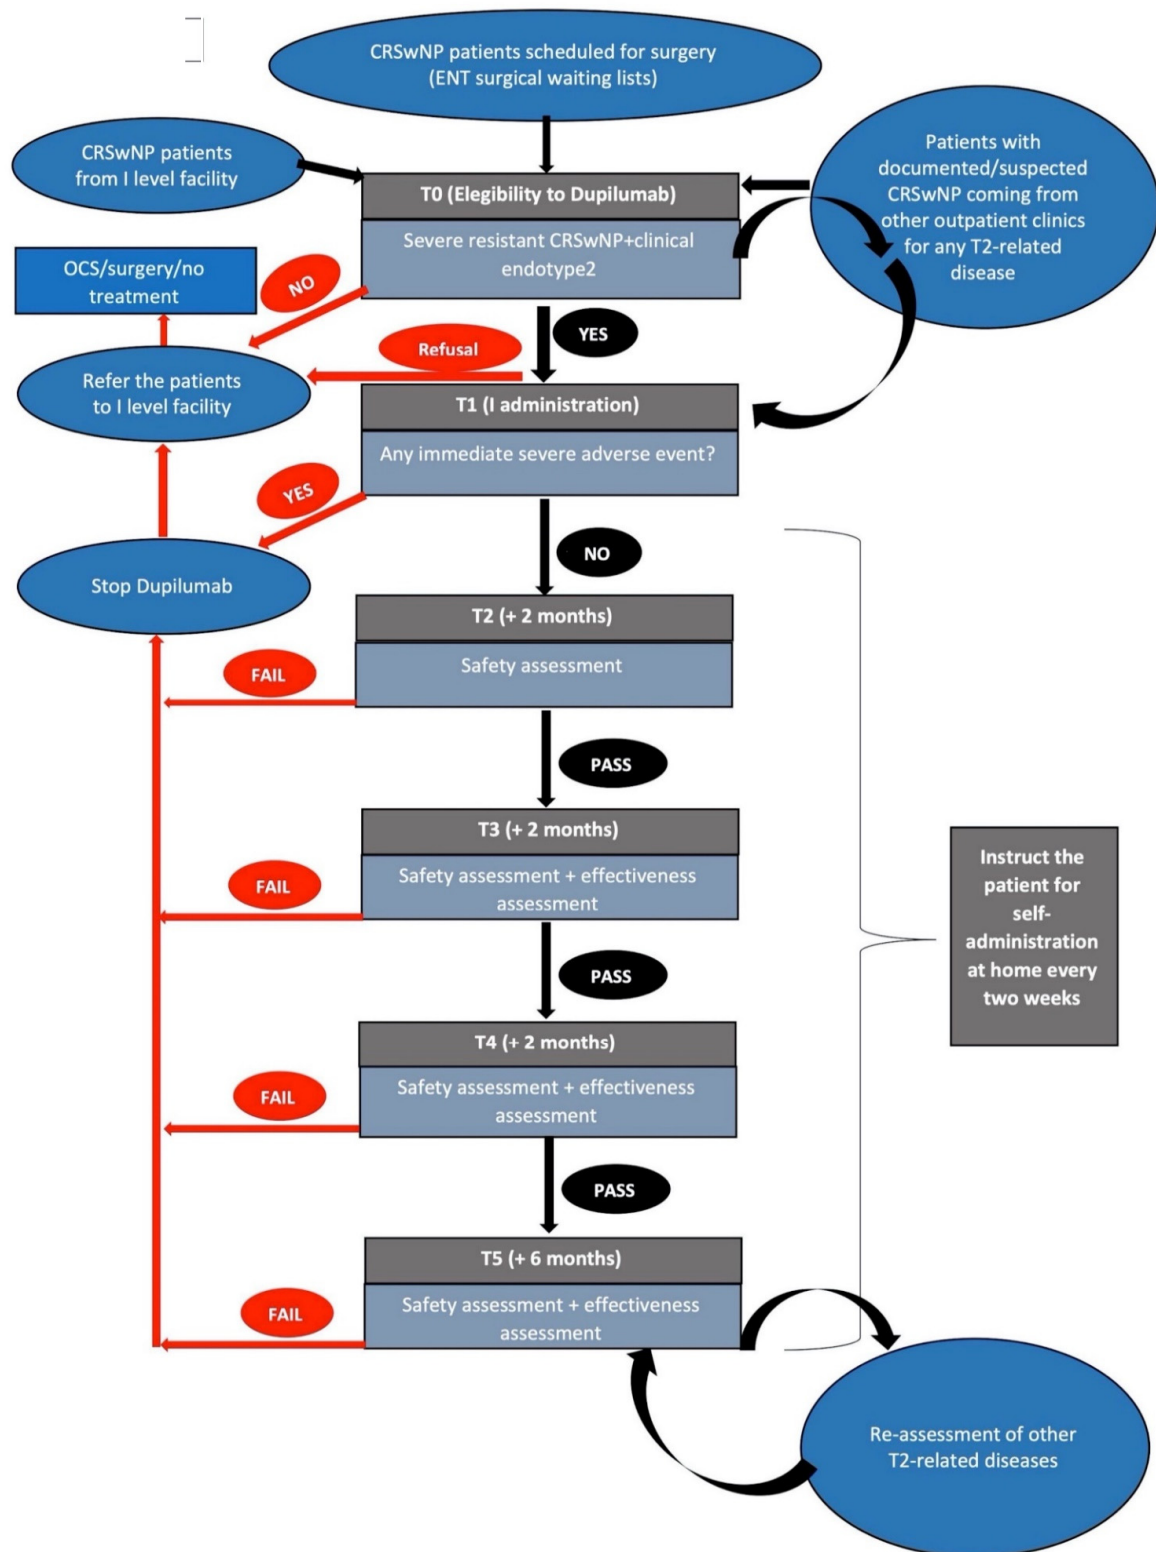 CRSwNP patients scheduled for surgery
(ENT surgical waiting lists)
CRSwNP patients
from I level facility
Patients with
documented/suspected
CRSwNP coming from
other outpatient clinics
for any T2-related
disease
T0 (Elegibility to Dupilumab)
Severe resistant CRSwNP+clinical
endotype2
OCS/surgery/no
treatment
NO
YES
Refusal
Refer the patients
to I level facility
T1 (I administration)
Any immediate severe adverse event?
YES
NO
Stop Dupilumab
T2 (+ 2 months)
Safety assessment
FAIL
PASS
T3 (+ 2 months)
Safety assessment + effectiveness
assessment
FAIL
PASS
Instruct the
patient for
self-
administration
at home every
two weeks
T4 (+ 2 months)
Safety assessment + effectiveness
assessment
FAIL
PASS
T5 (+ 6 months)
Safety assessment + effectiveness
assessment
FAIL
Re-assessment of other
T2-related diseases